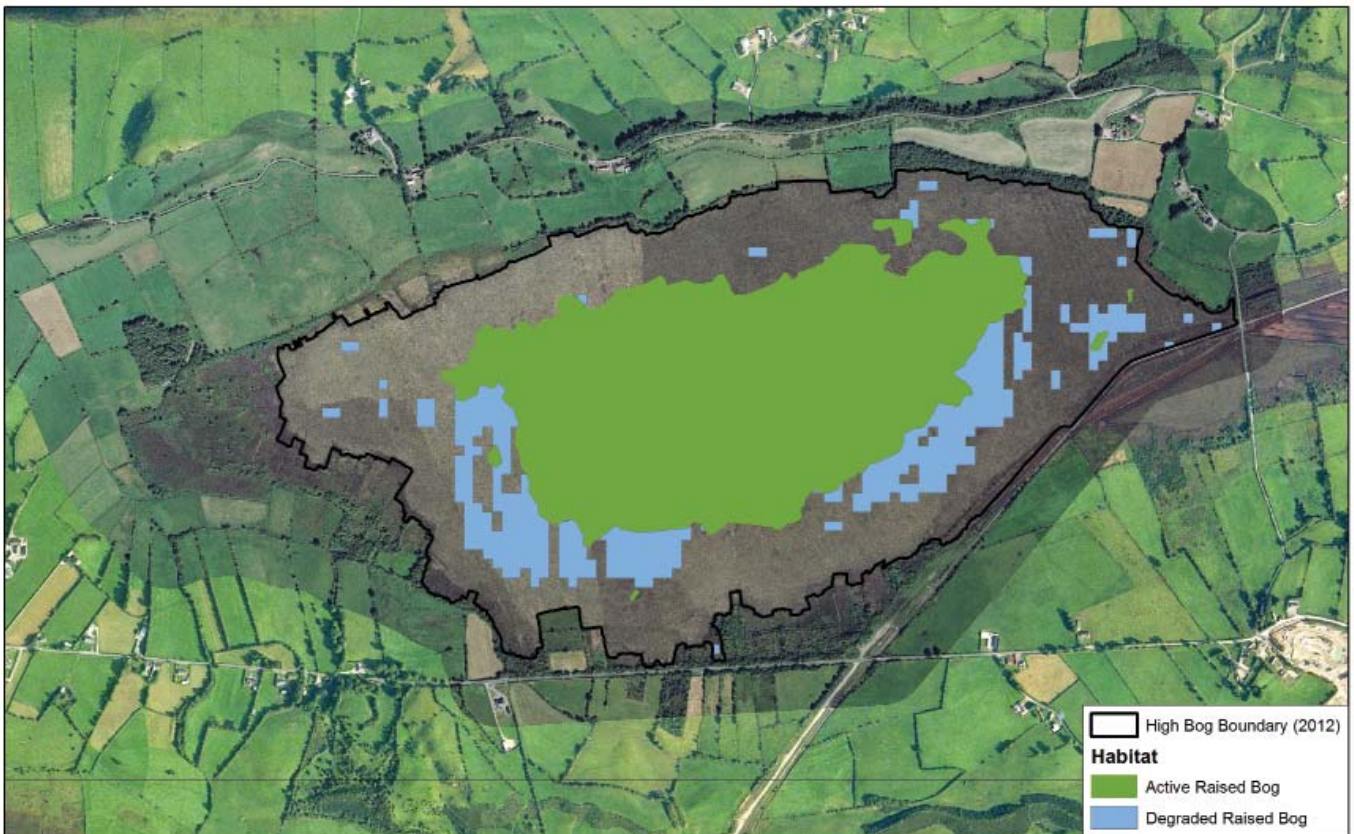 High Bog Boundary (2012)
Habitat
Active Raised Bog
Degraded Raised Bog